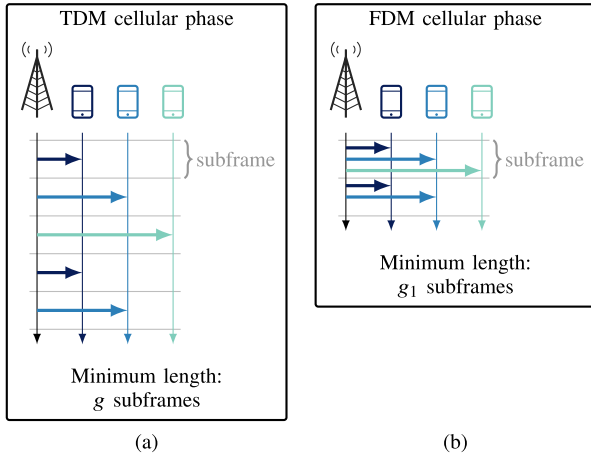 TDM cellular phase
subframe
Minimum length:
g subframes
(a)
FDM cellular phase
subframe
Minimum length:
g₁ subframes
(b)